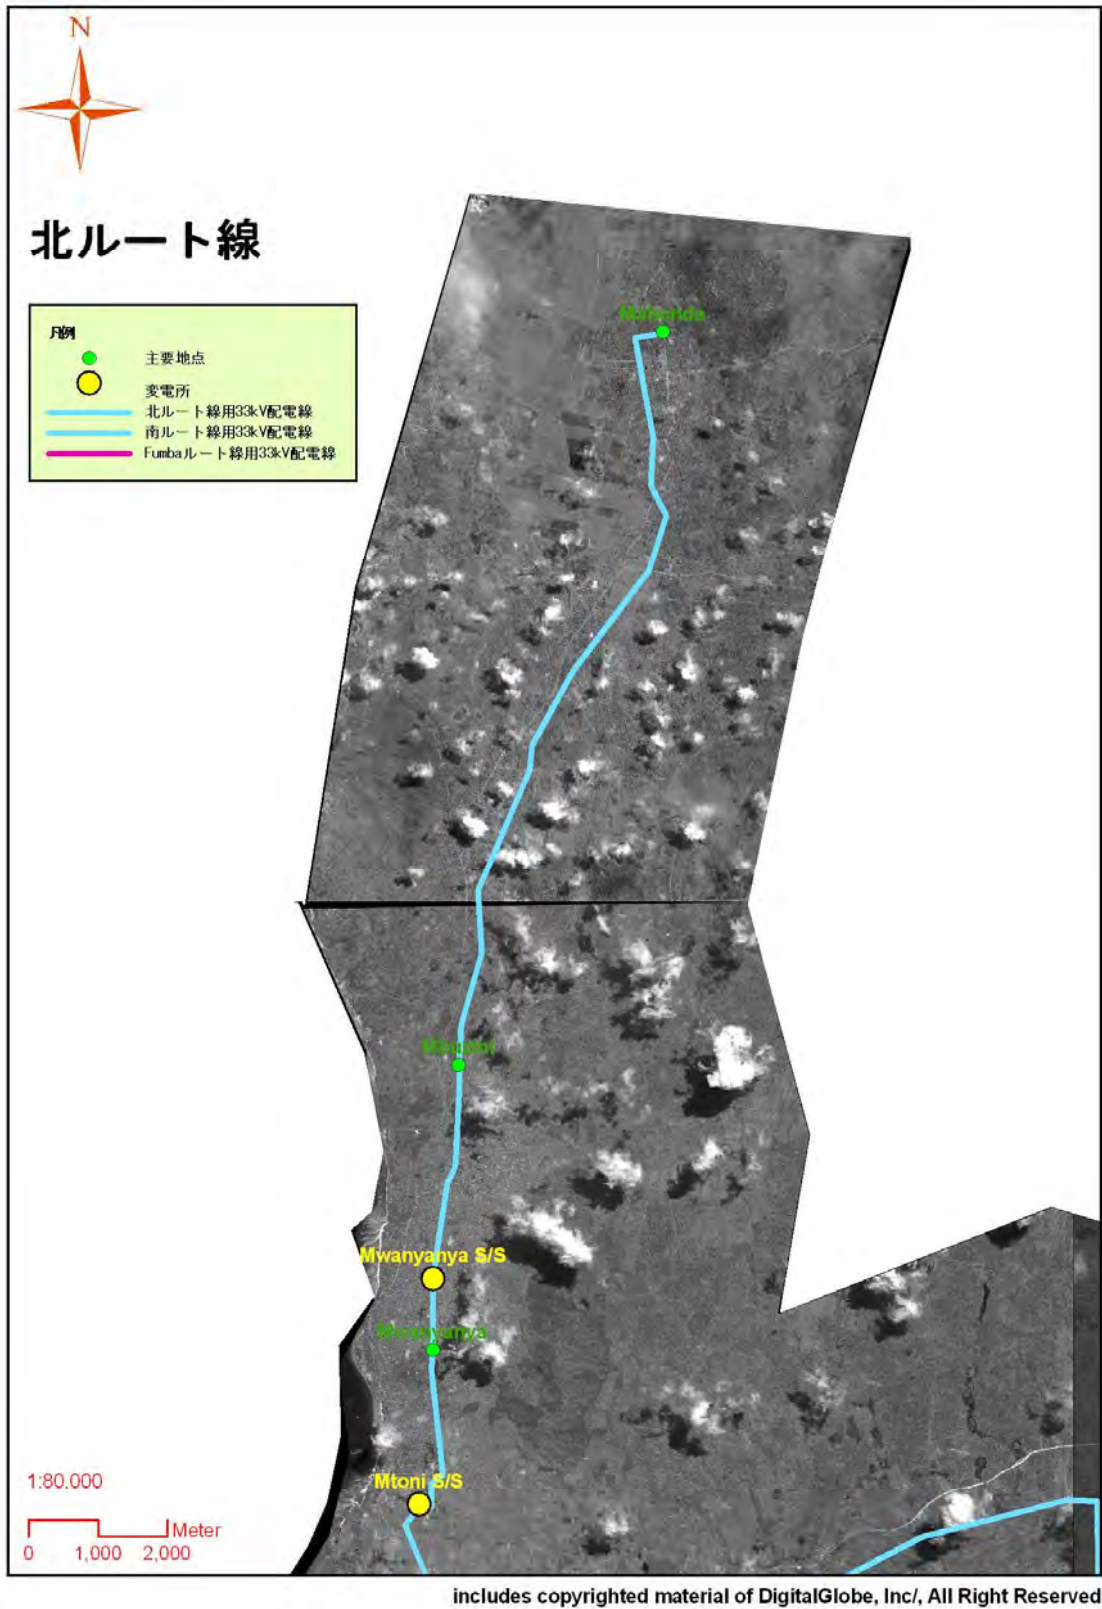 N
北ルート線
凡例
主要地点
変電所
北ルート線用33kV配電線
南ルート線用33kV配電線
Fumbaルート線用33kV配電線
Mahonda
Mwanyanya S/S
Mwanyanya
Mtoni S/S
1:80.000
Meter
0 1,000 2,000
includes copyrighted material of DigitalGlobe, Inc/, All Right Reserved